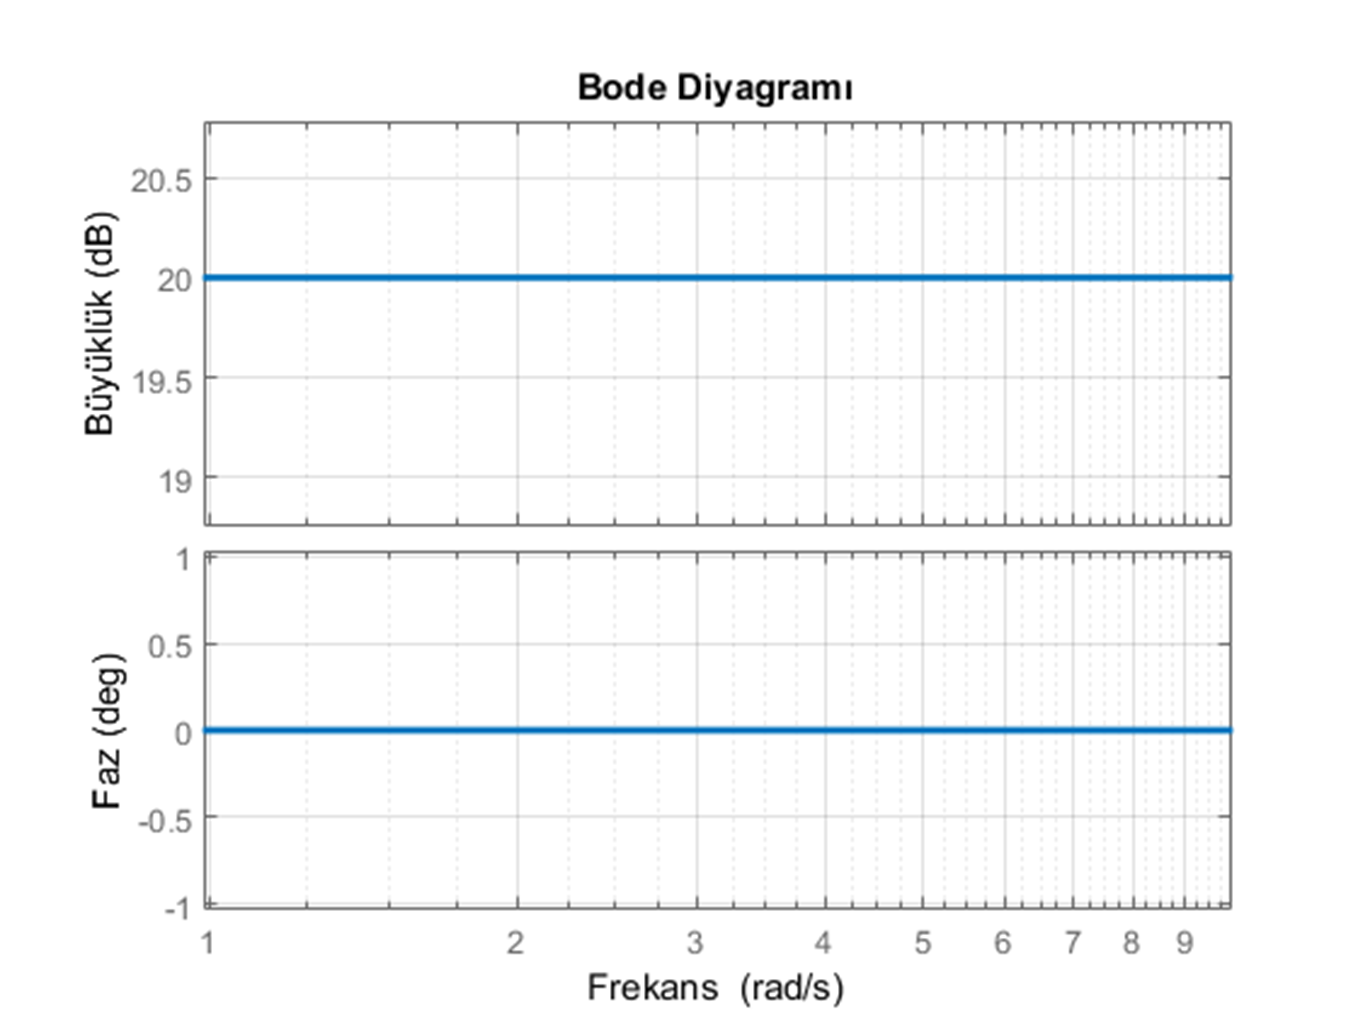 Bode Diyagramı
Büyüklük (dB)
20.5
20
19.5
19
Faz (deg)
1
0.5
0
-0.5
-1
1 2 3 4 5 6 7 8 9
Frekans (rad/s)